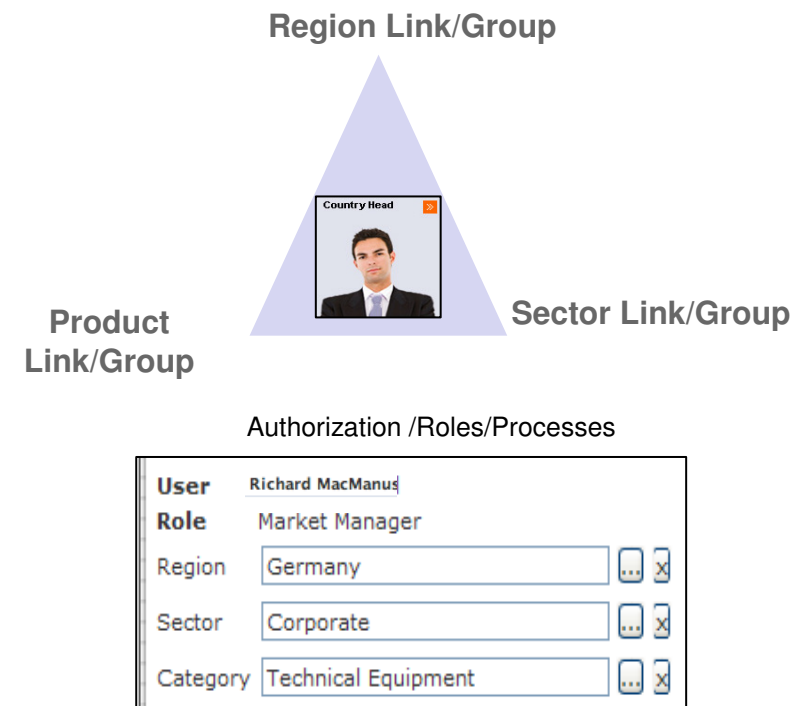 Region Link/Group
Country Head
Product
Link/Group
Sector Link/Group
Authorization /Roles/Processes
User Richard MacManus
Role Market Manager
Region Germany ... x
Sector Corporate ... x
Category Technical Equipment ... x